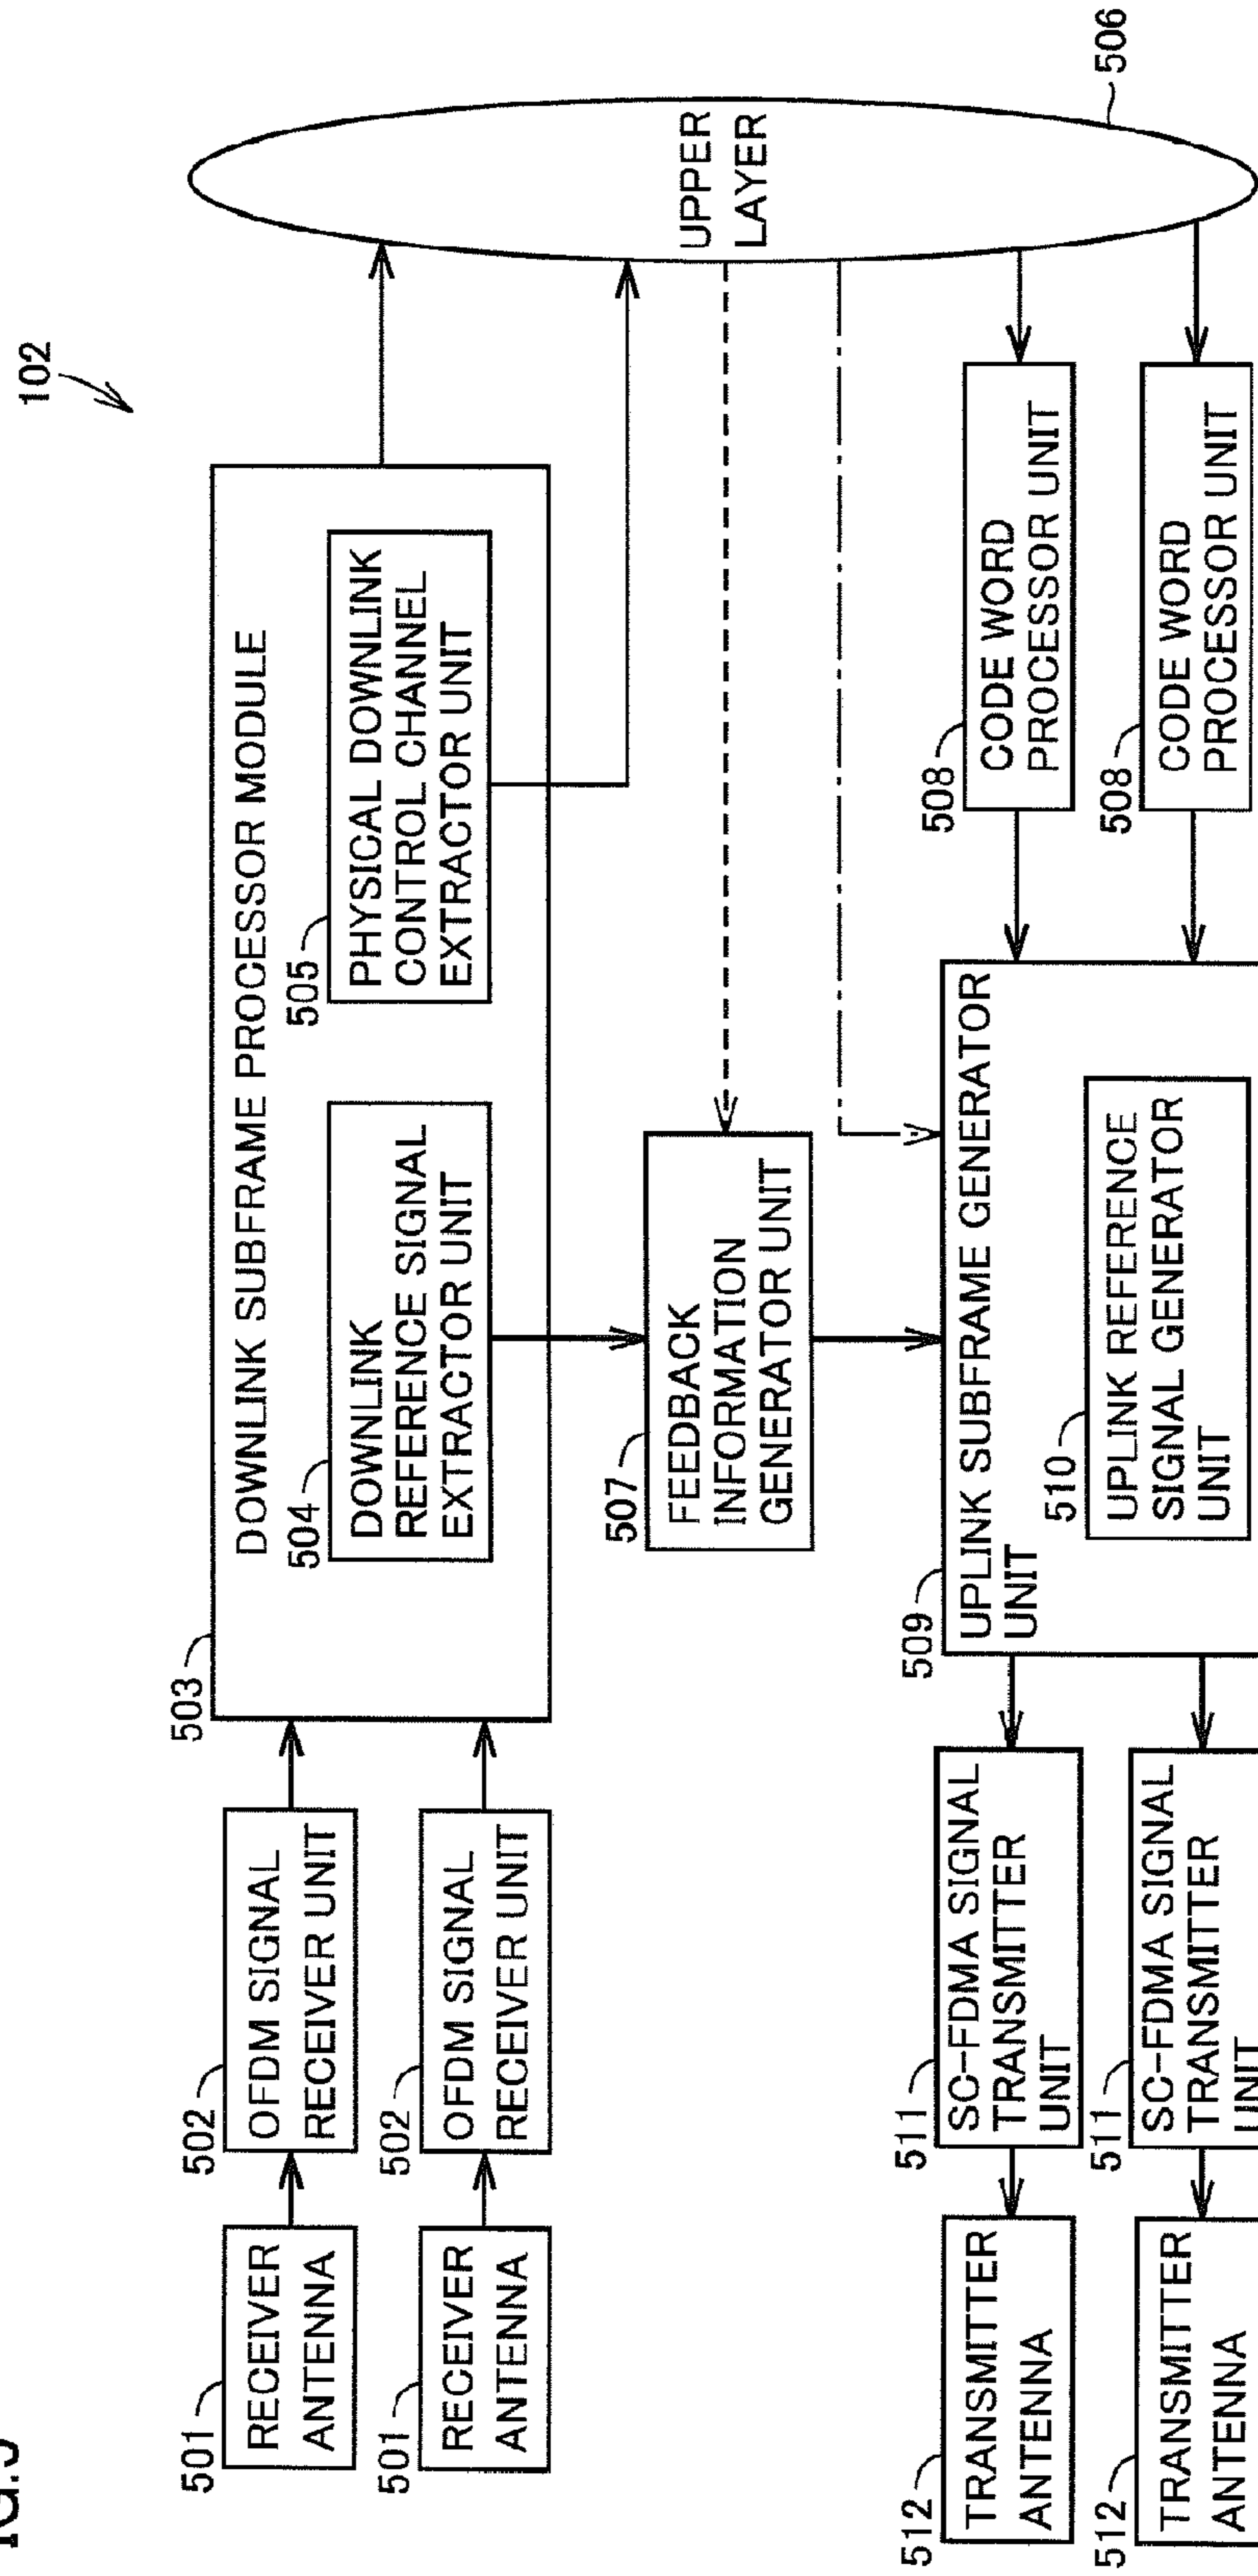 102
503
DOWNLINK SUBFRAME PROCESSOR MODULE
504
DOWNLINK
REFERENCE SIGNAL
EXTRACTOR UNIT
505
PHYSICAL DOWNLINK
CONTROL CHANNEL
EXTRACTOR UNIT
501
RECEIVER
ANTENNA
502
OFDM SIGNAL
RECEIVER UNIT
501
RECEIVER
ANTENNA
502
OFDM SIGNAL
RECEIVER UNIT
UPPER
LAYER
506
507
FEEDBACK
INFORMATION
GENERATOR UNIT
512
TRANSMITTER
ANTENNA
511
SC-FDMA SIGNAL
TRANSMITTER
UNIT
509
UPLINK SUBFRAME GENERATOR
UNIT
510
UPLINK REFERENCE
SIGNAL GENERATOR
UNIT
508
CODE WORD
PROCESSOR UNIT
512
TRANSMITTER
ANTENNA
511
SC-FDMA SIGNAL
TRANSMITTER
UNIT
508
CODE WORD
PROCESSOR UNIT